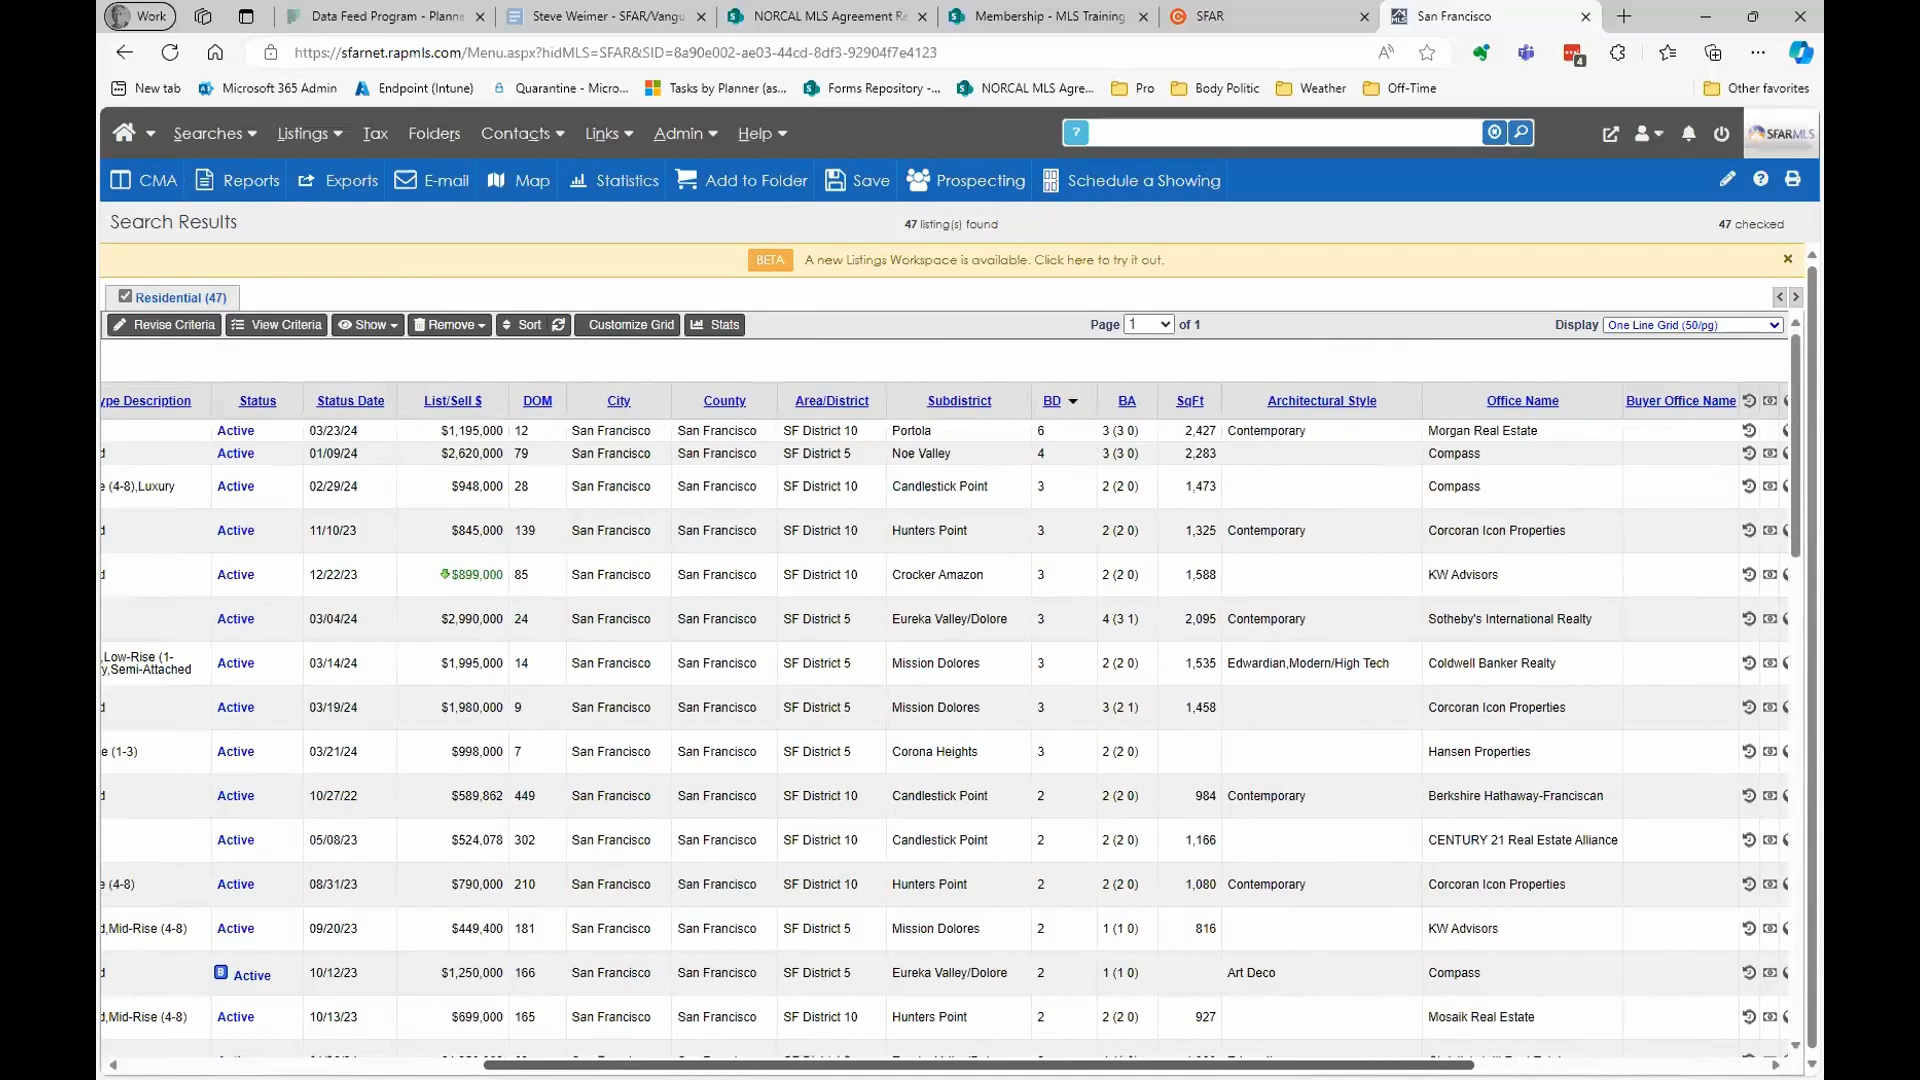 Work
Data Feed Program - Planne
Steve Weimer - SFAR/Vangu
NORCAL MLS Agreement Re
Membership - MLS Training
SFAR
San Francisco
https://sfarnet.rapmls.com/Menu.aspx?hidMLS=SFAR&SID=8a90e002-ae03-44cd-8df3-92904f7e4123
4
New tab
Microsoft 365 Admin
Endpoint (Intune)
Quarantine - Micro...
Tasks by Planner (as...
Forms Repository -...
NORCAL MLS Agre...
Pro
Body Politic
Weather
Off-Time
Other favorites
Searches Listings Tax Folders Contacts Links Admin Help
?
SFARMLS
CMA Reports Exports E-mail Map Statistics Add to Folder Save Prospecting Schedule a Showing
Search Results
47 listing(s) found
47 checked
BETA A new Listings Workspace is available. Click here to try it out.
Residential (47)
Revise Criteria View Criteria Show Remove Sort Customize Grid Stats
Page 1 of 1
Display One Line Grid (50/pg)
ype Description Status Status Date List/Sell $ DOM City County Area/District Subdistrict BD BA SqFt Architectural Style Office Name Buyer Office Name
Active 03/23/24 $1,195,000 12 San Francisco San Francisco SF District 10 Portola 6 3 (3 0) 2,427 Contemporary Morgan Real Estate
d Active 01/09/24 $2,620,000 79 San Francisco San Francisco SF District 5 Noe Valley 4 3 (3 0) 2,283 Compass
e (4-8),Luxury Active 02/29/24 $948,000 28 San Francisco San Francisco SF District 10 Candlestick Point 3 2 (2 0) 1,473 Compass
d Active 11/10/23 $845,000 139 San Francisco San Francisco SF District 10 Hunters Point 3 2 (2 0) 1,325 Contemporary Corcoran Icon Properties
d Active 12/22/23 $899,000 85 San Francisco San Francisco SF District 10 Crocker Amazon 3 2 (2 0) 1,588 KW Advisors
Active 03/04/24 $2,990,000 24 San Francisco San Francisco SF District 5 Eureka Valley/Dolore 3 4 (3 1) 2,095 Contemporary Sotheby's International Realty
,Low-Rise (1-
y,Semi-Attached Active 03/14/24 $1,995,000 14 San Francisco San Francisco SF District 5 Mission Dolores 3 2 (2 0) 1,535 Edwardian,Modern/High Tech Coldwell Banker Realty
d Active 03/19/24 $1,980,000 9 San Francisco San Francisco SF District 5 Mission Dolores 3 3 (2 1) 1,458 Corcoran Icon Properties
e (1-3) Active 03/21/24 $998,000 7 San Francisco San Francisco SF District 5 Corona Heights 3 2 (2 0) Hansen Properties
d Active 10/27/22 $589,862 449 San Francisco San Francisco SF District 10 Candlestick Point 2 2 (2 0) 984 Contemporary Berkshire Hathaway-Franciscan
Active 05/08/23 $524,078 302 San Francisco San Francisco SF District 10 Candlestick Point 2 2 (2 0) 1,166 CENTURY 21 Real Estate Alliance
e (4-8) Active 08/31/23 $790,000 210 San Francisco San Francisco SF District 10 Hunters Point 2 2 (2 0) 1,080 Contemporary Corcoran Icon Properties
d,Mid-Rise (4-8) Active 09/20/23 $449,400 181 San Francisco San Francisco SF District 5 Mission Dolores 2 1 (1 0) 816 KW Advisors
d B Active 10/12/23 $1,250,000 166 San Francisco San Francisco SF District 5 Eureka Valley/Dolore 2 1 (1 0) Art Deco Compass
d,Mid-Rise (4-8) Active 10/13/23 $699,000 165 San Francisco San Francisco SF District 10 Hunters Point 2 2 (2 0) 927 Mosaik Real Estate